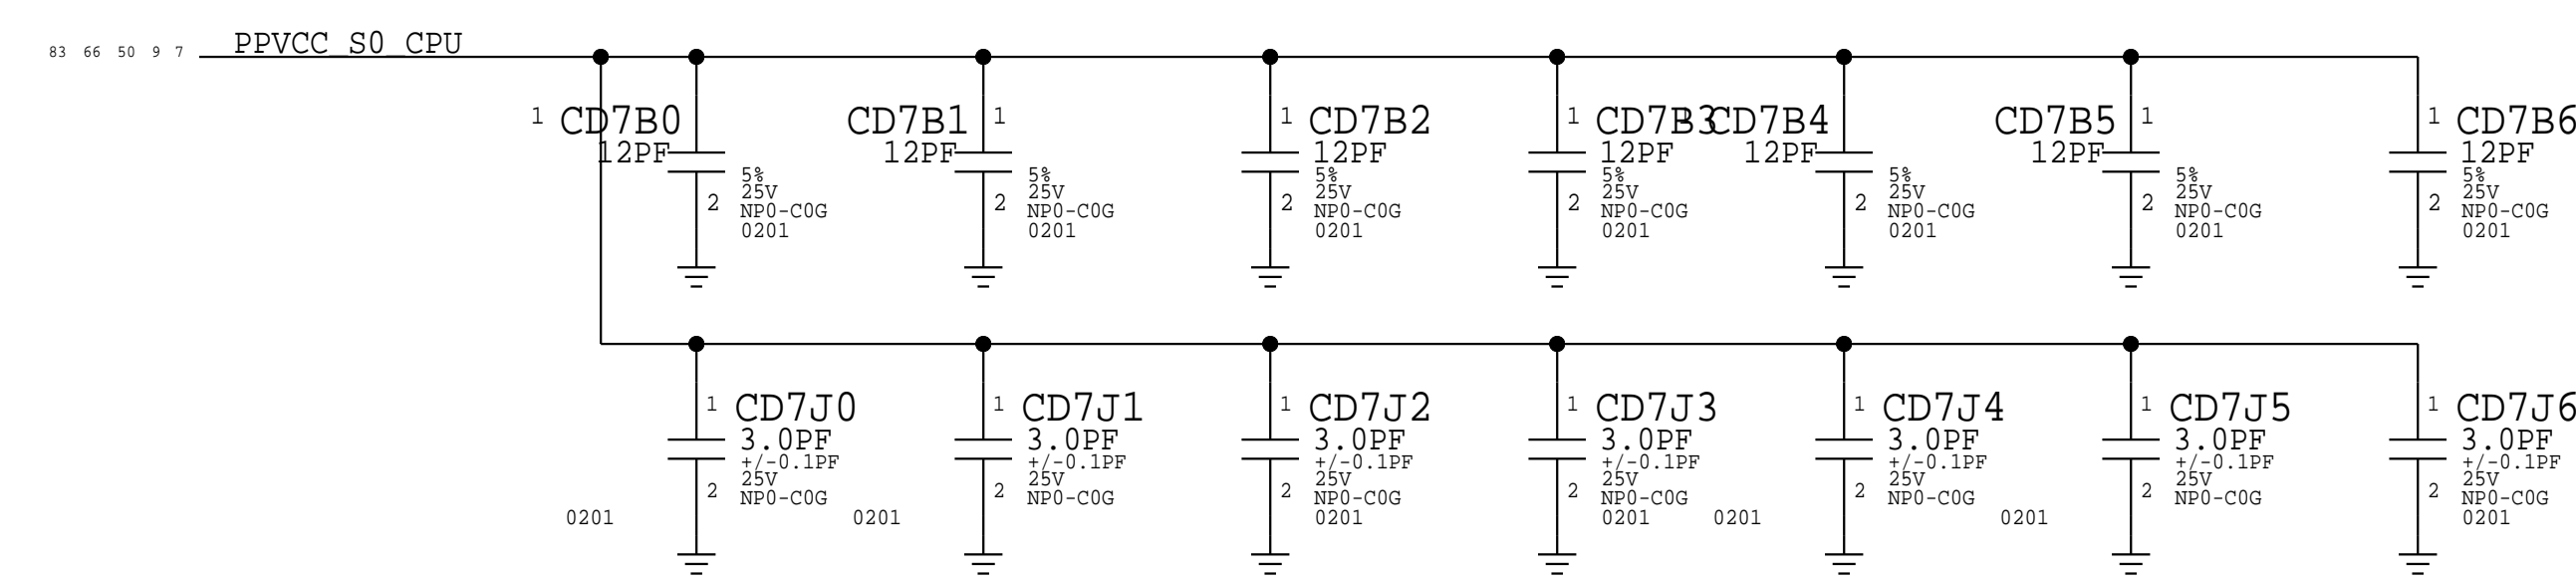 83 66 50 9 7 PPVCC_S0_CPU
1 CD7B0 CD7B1 1 1 CD7B2 1 CD7B3 1 CD7B4 CD7B5 1 1 CD7B6
12PF 12PF 12PF 12PF 12PF 12PF 12PF
5% 5% 5% 5% 5% 5% 5%
25V 25V 25V 25V 25V 25V 25V
2 NP0-C0G 2 NP0-C0G 2 NP0-C0G 2 NP0-C0G 2 NP0-C0G 2 NP0-C0G 2 NP0-C0G
0201 0201 0201 0201 0201 0201 0201
1 CD7J0 1 CD7J1 1 CD7J2 1 CD7J3 1 CD7J4 1 CD7J5 1 CD7J6
3.0PF 3.0PF 3.0PF 3.0PF 3.0PF 3.0PF 3.0PF
+/-0.1PF +/-0.1PF +/-0.1PF +/-0.1PF +/-0.1PF +/-0.1PF +/-0.1PF
25V 25V 25V 25V 25V 25V 25V
2 NP0-C0G 2 NP0-C0G 2 NP0-C0G 2 NP0-C0G 2 NP0-C0G 2 NP0-C0G 2 NP0-C0G
0201 0201 0201 0201 0201 0201 0201